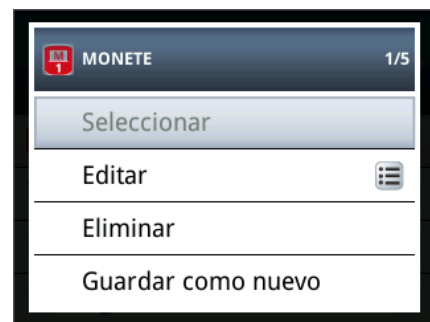 M
1
MONETE 1/5
Seleccionar
Editar
Eliminar
Guardar como nuevo